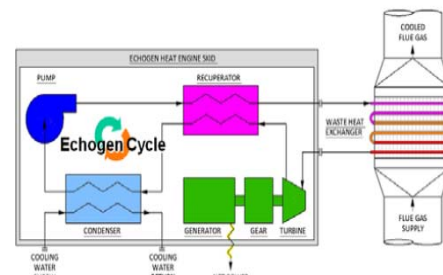 ECHOGEN HEAT ENGINE SKID
COOLED
FLUE GAS
PUMP
RECUPERATOR
WASTE HEAT
EXCHANGER
Echogen Cycle
CONDENSER
GENERATOR
GEAR
TURBINE
FLUE GAS
SUPPLY
COOLING
WATER
COOLING
WATER